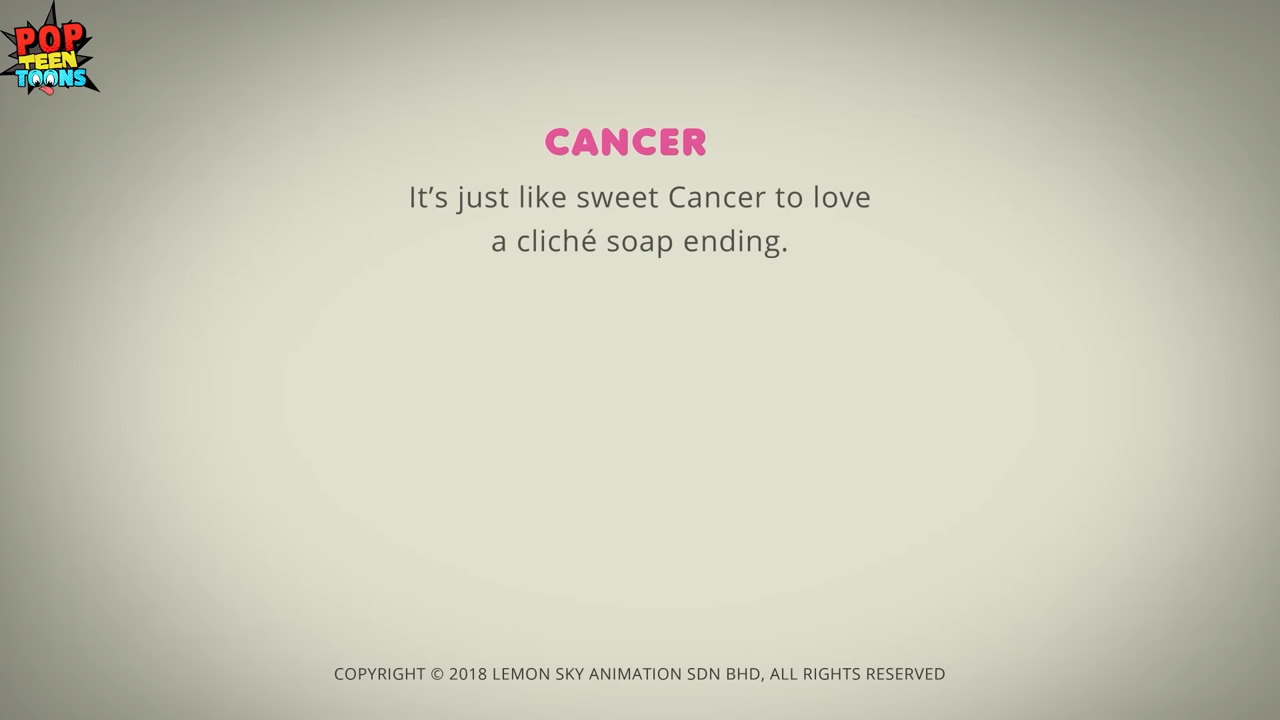 POP
TEEN
TOONS
CANCER
It’s just like sweet Cancer to love
a cliché soap ending.
COPYRIGHT © 2018 LEMON SKY ANIMATION SDN BHD, ALL RIGHTS RESERVED